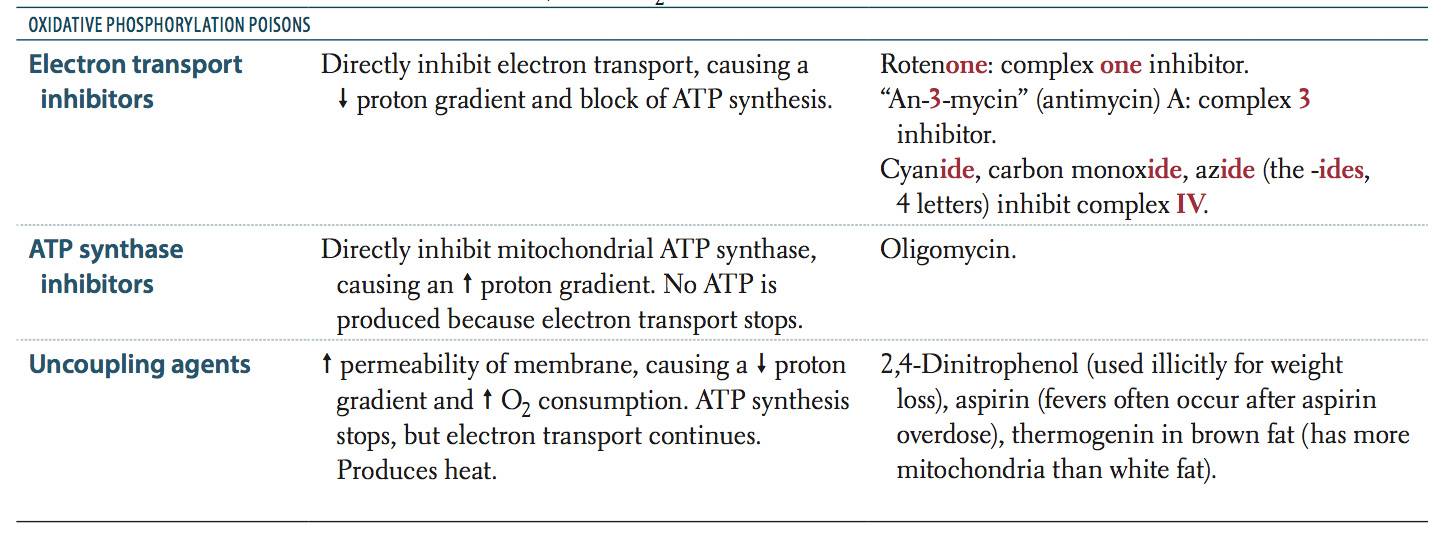 OXIDATIVE PHOSPHORYLATION POISONS
Electron transport
inhibitors
Directly inhibit electron transport, causing a
↓ proton gradient and block of ATP synthesis.
Rotenone: complex one inhibitor.
“An-3-mycin” (antimycin) A: complex 3
inhibitor.
Cyanide, carbon monoxide, azide (the -ides,
4 letters) inhibit complex IV.
ATP synthase
inhibitors
Directly inhibit mitochondrial ATP synthase,
causing an ↑ proton gradient. No ATP is
produced because electron transport stops.
Oligomycin.
Uncoupling agents
↑ permeability of membrane, causing a ↓ proton
gradient and ↑ O₂ consumption. ATP synthesis
stops, but electron transport continues.
Produces heat.
2,4-Dinitrophenol (used illicitly for weight
loss), aspirin (fevers often occur after aspirin
overdose), thermogenin in brown fat (has more
mitochondria than white fat).